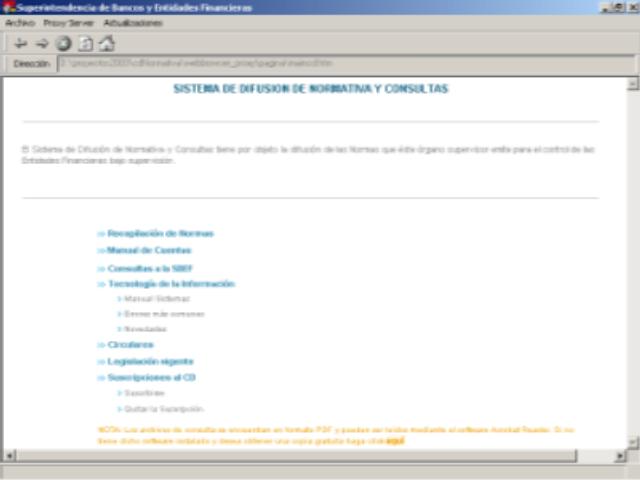 Superintendencia de Bancos y Entidades Financieras
Archivo Proxy Server Actualizaciones
Dirección
SISTEMA DE DIFUSION DE NORMATIVA Y CONSULTAS
El Sistema de Difusión de Normativa y Consultas tiene por objeto la difusión de las Normas que éste órgano supervisor emite para el control de las
Entidades Financieras bajo supervisión.
Recopilación de Normas
Manual de Cuentas
Consultas a la SBEF
Tecnología de la Información
Manual Sistemas
Errores más comunes
Novedades
Circulares
Legislación vigente
Suscripciones al CD
Suscribirse
Quitar la Suscripción
NOTA: Los archivos de consulta se encuentran en formato PDF y pueden ser leídos mediante el software Acrobat Reader. Si no
tiene dicho software instalado y desea obtener una copia gratuita haga click aquí